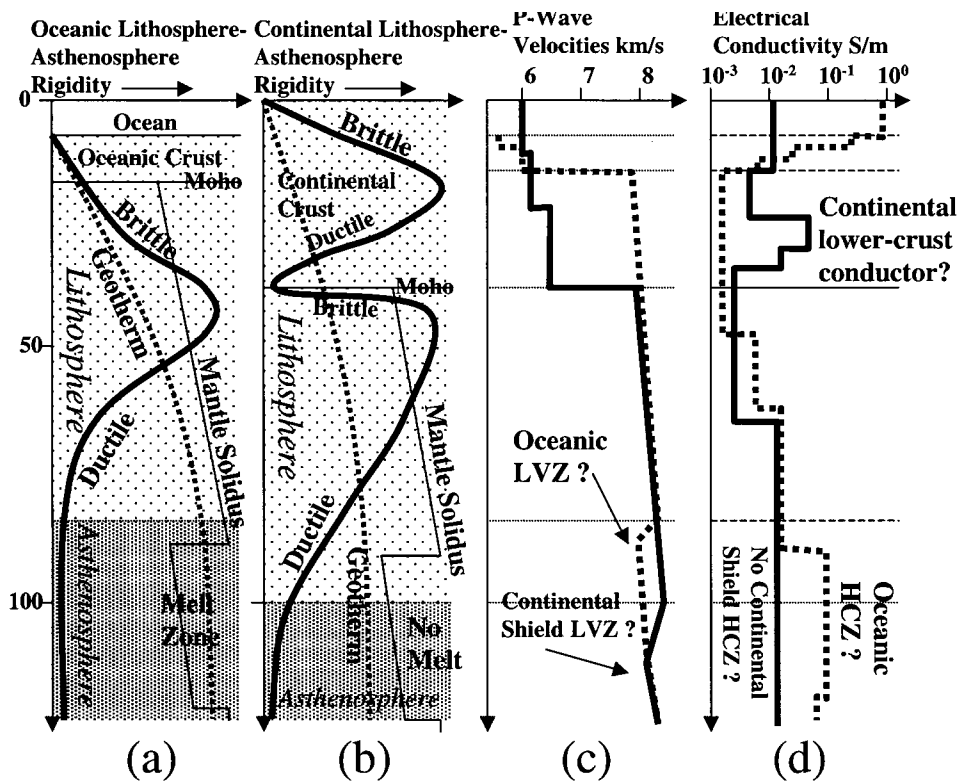 Oceanic Lithosphere-
Asthenosphere
Rigidity
Continental Lithosphere-
Asthenosphere
Rigidity
P-Wave
Velocities km/s
6 7 8
Electrical
Conductivity S/m
10-3 10-2 10-1 100
0
50
100
Ocean
Oceanic Crust
Moho
Brittle
Geotherm
Lithosphere
Mantle Solidus
Ductile
Asthenosphere
Melt
Zone
(a)
Brittle
Continental
Crust
Ductile
Moho
Brittle
Lithosphere
Mantle Solidus
Ductile
Geotherm
No
Melt
Asthenosphere
(b)
Oceanic
LVZ ?
Continental
Shield LVZ ?
(c)
Continental
lower-crust
conductor?
No Continental
Shield HCZ ?
Oceanic
HCZ ?
(d)